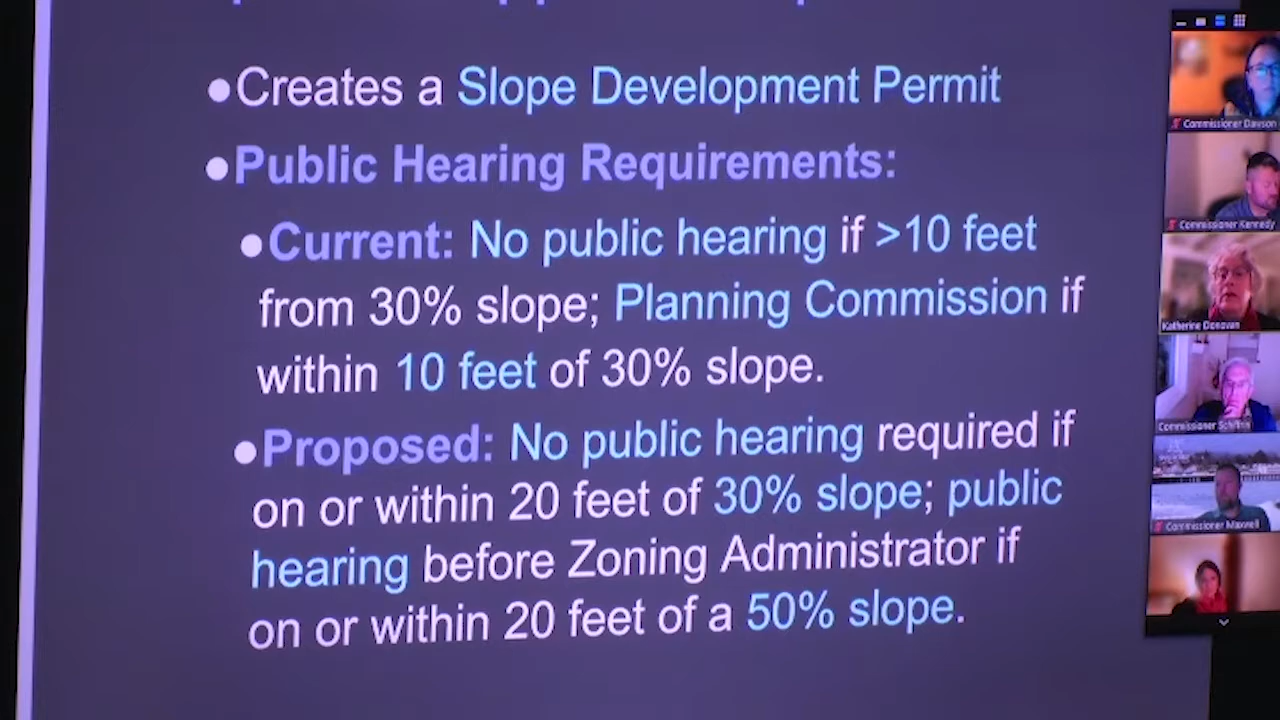 ●Creates a Slope Development Permit
●Public Hearing Requirements:
●Current: No public hearing if >10 feet
from 30% slope; Planning Commission if
within 10 feet of 30% slope.
●Proposed: No public hearing required if
on or within 20 feet of 30% slope; public
hearing before Zoning Administrator if
on or within 20 feet of a 50% slope.
Commissioner Dawson
Commissioner Kennedy
Katherine Donovan
Commissioner Schiffrin
Commissioner Maxwell